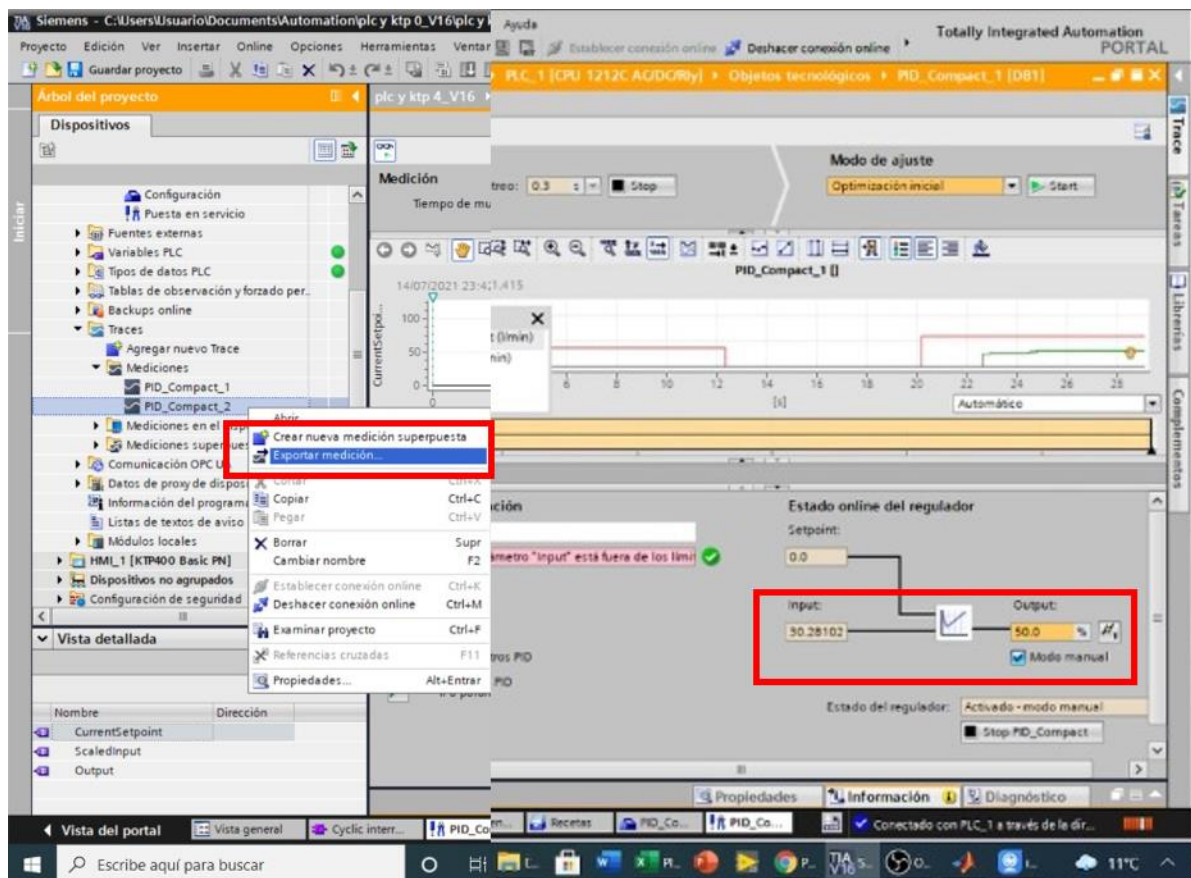 Siemens - C:\Users\Usuario\Documents\Automation\plc y ktp 0_V16\plc y
Proyecto Edición Ver Insertar Online Opciones Herramientas Ventar
Guardar proyecto
Árbol del proyecto
Dispositivos
Iniciar
Configuración
Puesta en servicio
Fuentes externas
Variables PLC
Tipos de datos PLC
Tablas de observación y forzado per..
Backups online
Traces
Agregar nuevo Trace
Mediciones
PID_Compact_1
PID_Compact_2
Mediciones en el
Mediciones
Comunicación OPC
Datos de proxy de
Información del
Listas de textos de aviso
Módulos locales
HMI_1 [KTP400 Basic PN]
Dispositivos no agrupados
Configuración de seguridad
Vista detallada
Nombre Dirección
CurrentSetpoint
ScaledInput
Output
Abrir
Crear nueva medición superpuesta
Exportar medición...
Cortar Ctrl+X
Copiar Ctrl+C
Pegar Ctrl+V
Borrar Supr
Cambiar nombre F2
Establecer conexión online Ctrl+K
Deshacer conexión online Ctrl+M
Examinar proyecto Ctrl+F
Referencias cruzadas F11
Propiedades... Alt+Entrar
plc y ktp 4_V16
Medición
Tiempo de mu
14/07/2021 23:4
100
50
0
0
Ayuda
Establecer conexión online Deshacer conexión online
Totally Integrated Automation
PORTAL
PLC_1 [CPU 1212C AC/DC/Rly] Objetos tecnológicos PID_Compact_1 [DB1]
Modo de ajuste
treo: 0.3 s Stop
Optimización inicial Start
PID_Compact_1 []
1.415
(l/min)
6 8 10 12 14 16 18 20 22 24 26 28
[s]
Automático
ción
"Input" está fuera de los
PID
PID
Estado online del regulador
Setpoint:
0.0
Input: Output:
30.28102 50.0 %
Modo manual
Estado del regulador: Activado - modo manual
Stop PID_Compact
Propiedades Información Diagnóstico
Trace
Tareas
Librerías
Complementos
Vista del portal Vista general Cyclic interr... PID_Co
Recetas PID_Co... PID_Co... Conectado con PLC_1 a través de la dir...
Escribe aquí para buscar
11°C